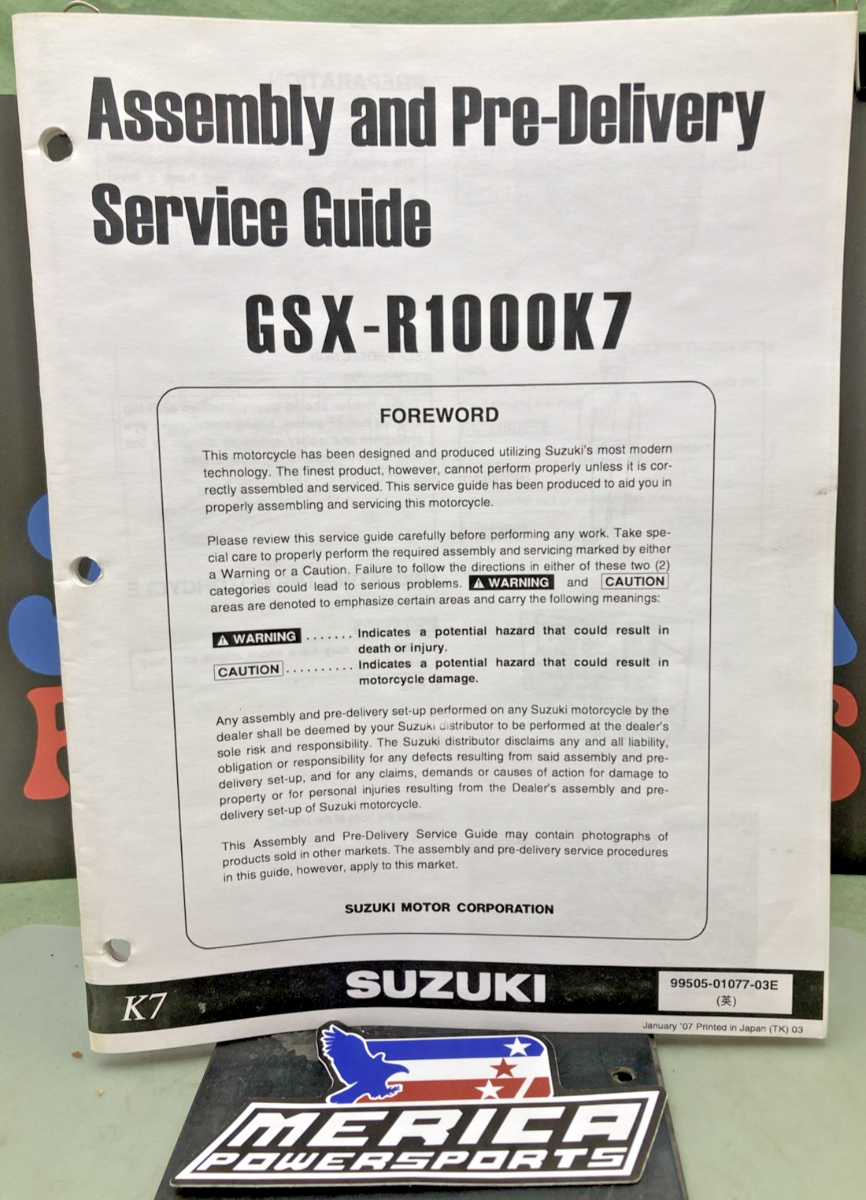 Assembly and Pre-Delivery
Service Guide
GSX-R1000K7
FOREWORD
This motorcycle has been designed and produced utilizing Suzuki's most modern
technology. The finest product, however, cannot perform properly unless it is cor-
rectly assembled and serviced. This service guide has been produced to aid you in
properly assembling and servicing this motorcycle.
Please review this service guide carefully before performing any work. Take spe-
cial care to properly perform the required assembly and servicing marked by either
a Warning or a Caution. Failure to follow the directions in either of these two (2)
categories could lead to serious problems. WARNING and CAUTION
areas are denoted to emphasize certain areas and carry the following meanings:
WARNING ....... Indicates a potential hazard that could result in
death or injury.
CAUTION .......... Indicates a potential hazard that could result in
motorcycle damage.
Any assembly and pre-delivery set-up performed on any Suzuki motorcycle by the
dealer shall be deemed by your Suzuki distributor to be performed at the dealer's
sole risk and responsibility. The Suzuki distributor disclaims any and all liability,
obligation or responsibility for any defects resulting from said assembly and pre-
delivery set-up, and for any claims, demands or causes of action for damage to
property or for personal injuries resulting from the Dealer's assembly and pre-
delivery set-up of Suzuki motorcycle.
This Assembly and Pre-Delivery Service Guide may contain photographs of
products sold in other markets. The assembly and pre-delivery service procedures
in this guide, however, apply to this market.
SUZUKI MOTOR CORPORATION
K7
SUZUKI
99505-01077-03E
(英)
January '07 Printed in Japan (TK) 03
MERICA
POWERSPORTS